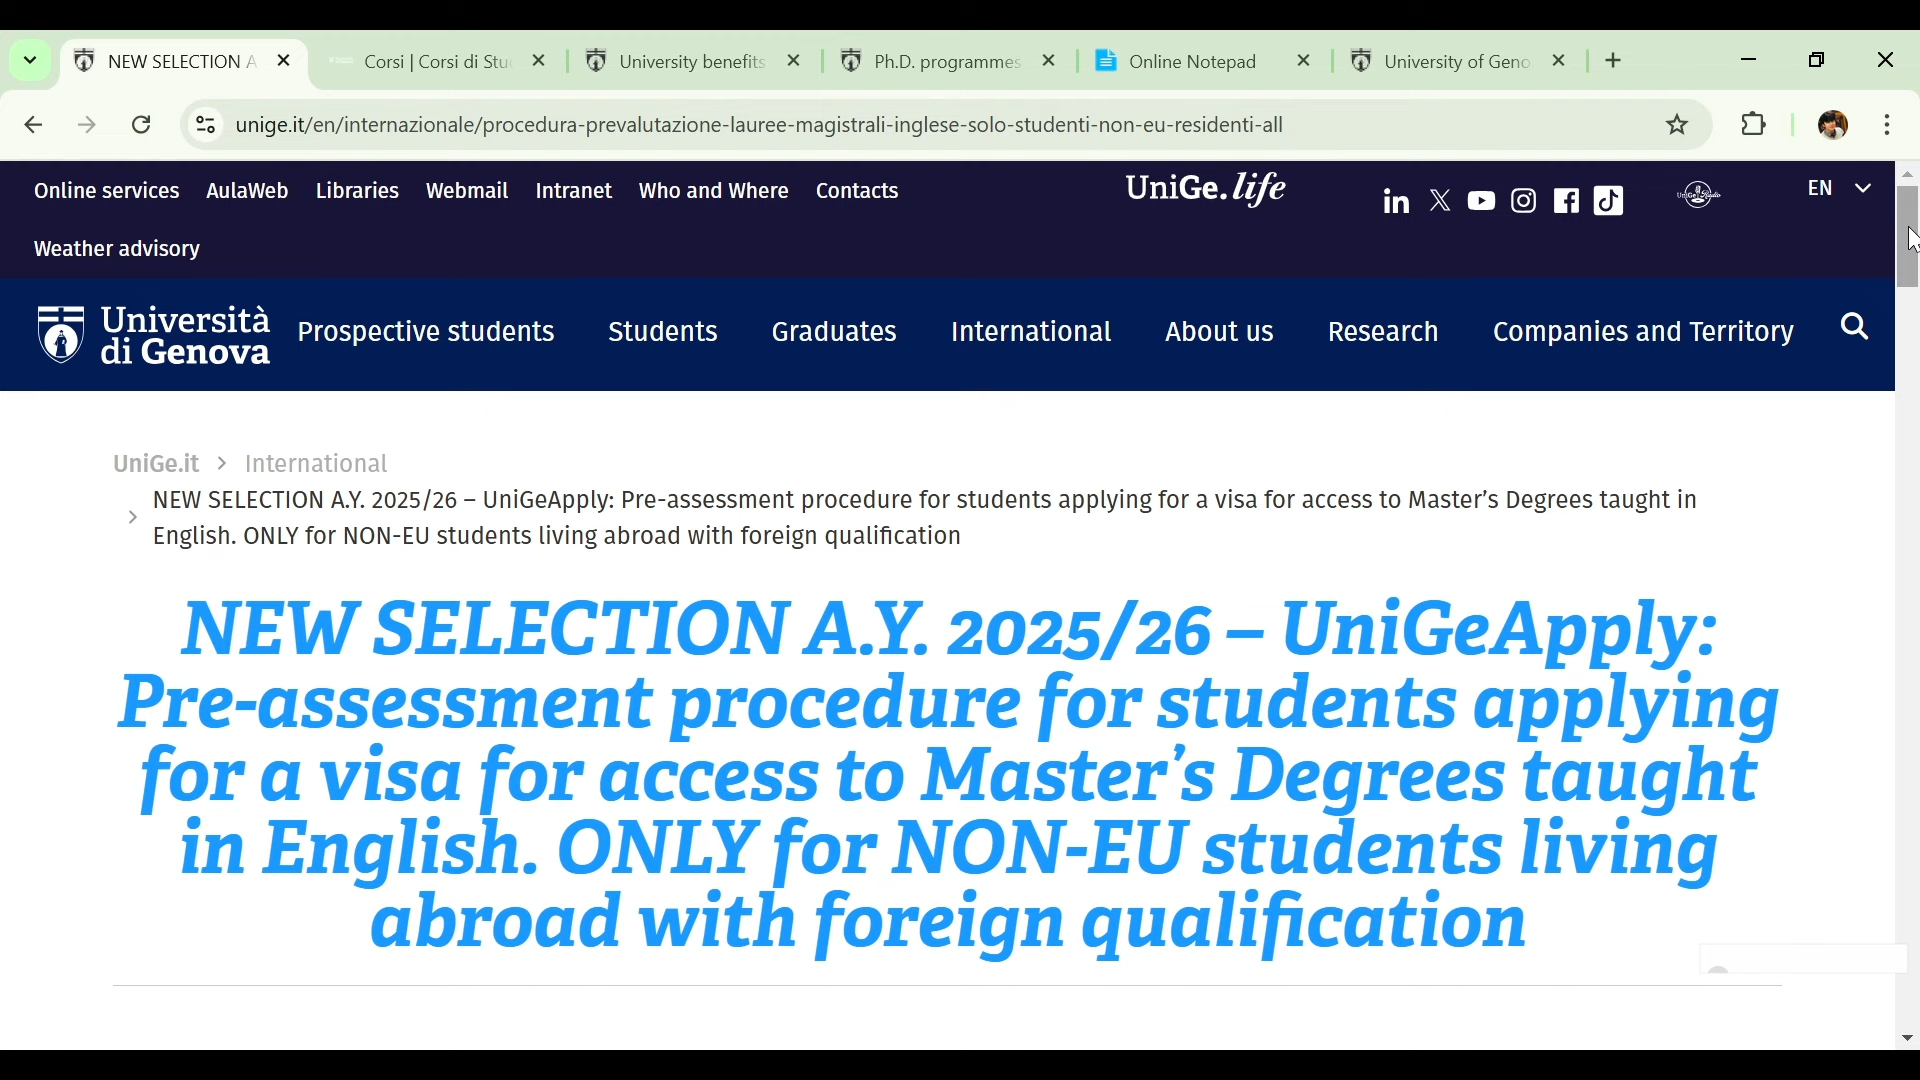 NEW SELECTION A
Corsi | Corsi di Stu
University benefits
Ph.D. programmes
Online Notepad
University of Geno
unige.it/en/internazionale/procedura-prevalutazione-lauree-magistrali-inglese-solo-studenti-non-eu-residenti-all
Online services AulaWeb Libraries Webmail Intranet Who and Where Contacts
UniGe.life
EN
Weather advisory
Università
di Genova
Prospective students Students Graduates International About us Research Companies and Territory
UniGe.it > International
> NEW SELECTION A.Y. 2025/26 – UniGeApply: Pre-assessment procedure for students applying for a visa for access to Master’s Degrees taught in
English. ONLY for NON-EU students living abroad with foreign qualification
NEW SELECTION A.Y. 2025/26 – UniGeApply:
Pre-assessment procedure for students applying
for a visa for access to Master’s Degrees taught
in English. ONLY for NON-EU students living
abroad with foreign qualification